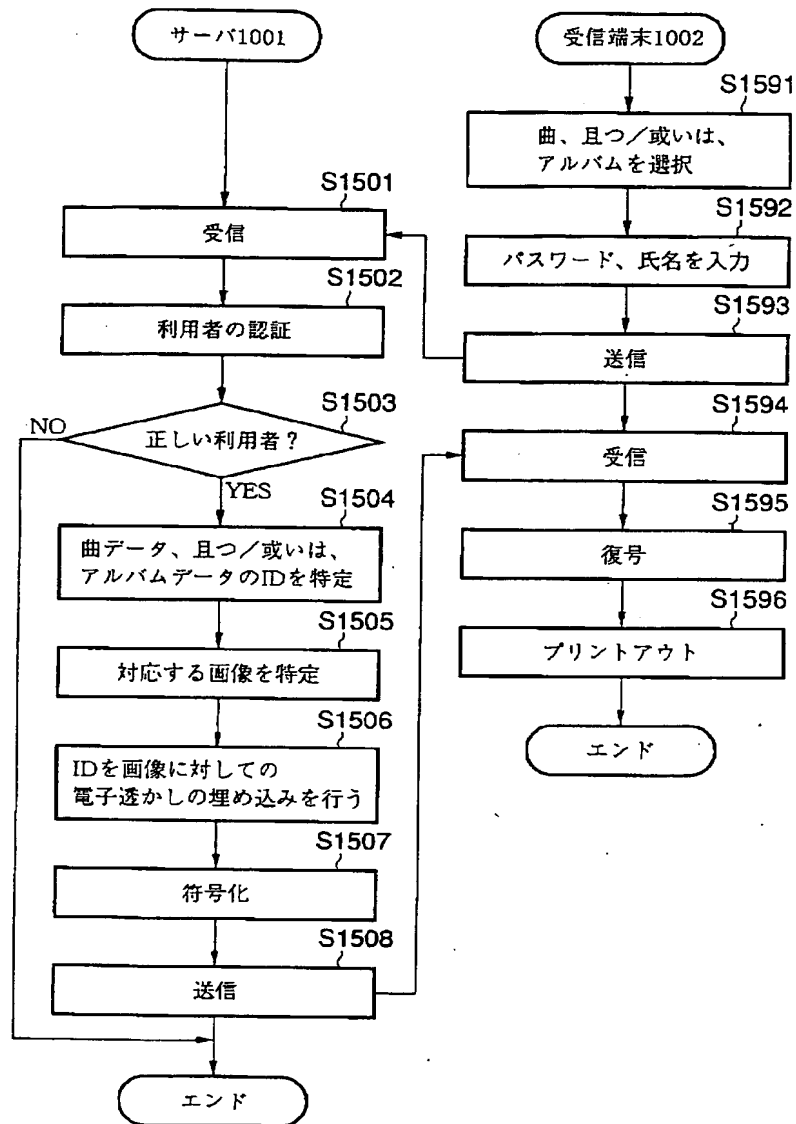 サーバ1001
S1501
受信
S1502
利用者の認証
S1503
正しい利用者?
NO
YES
S1504
曲データ、且つ/或いは、
アルバムデータのIDを特定
S1505
対応する画像を特定
S1506
IDを画像に対しての
電子透かしの埋め込みを行う
S1507
符号化
S1508
送信
エンド
受信端末1002
S1591
曲、且つ/或いは、
アルバムを選択
S1592
パスワード、氏名を入力
S1593
送信
S1594
受信
S1595
復号
S1596
プリントアウト
エンド